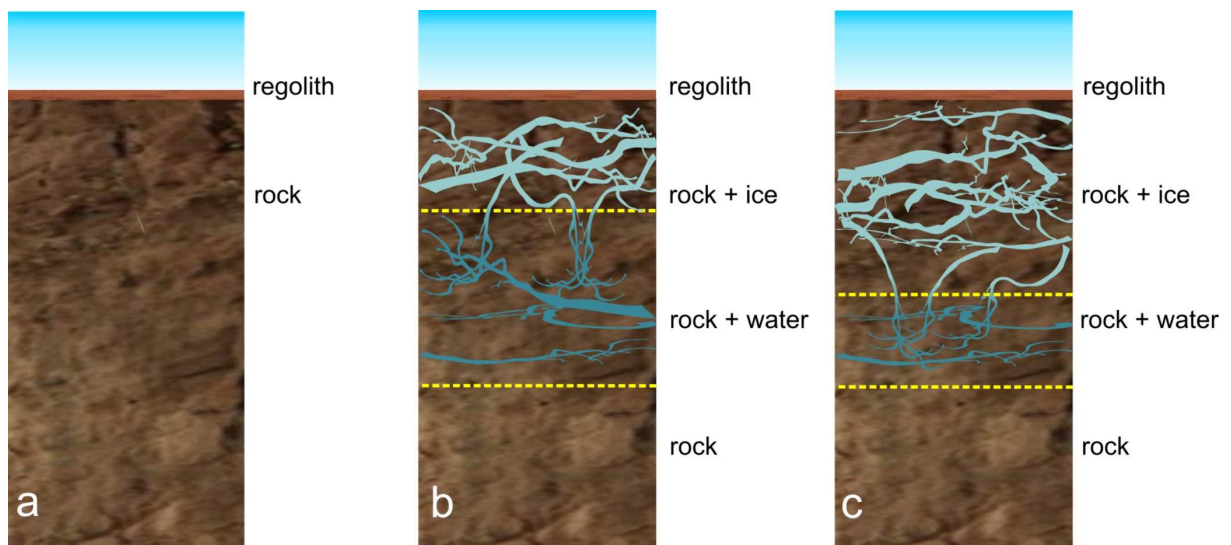 regolith
rock
a
regolith
rock + ice
rock + water
rock
b
regolith
rock + ice
rock + water
rock
c